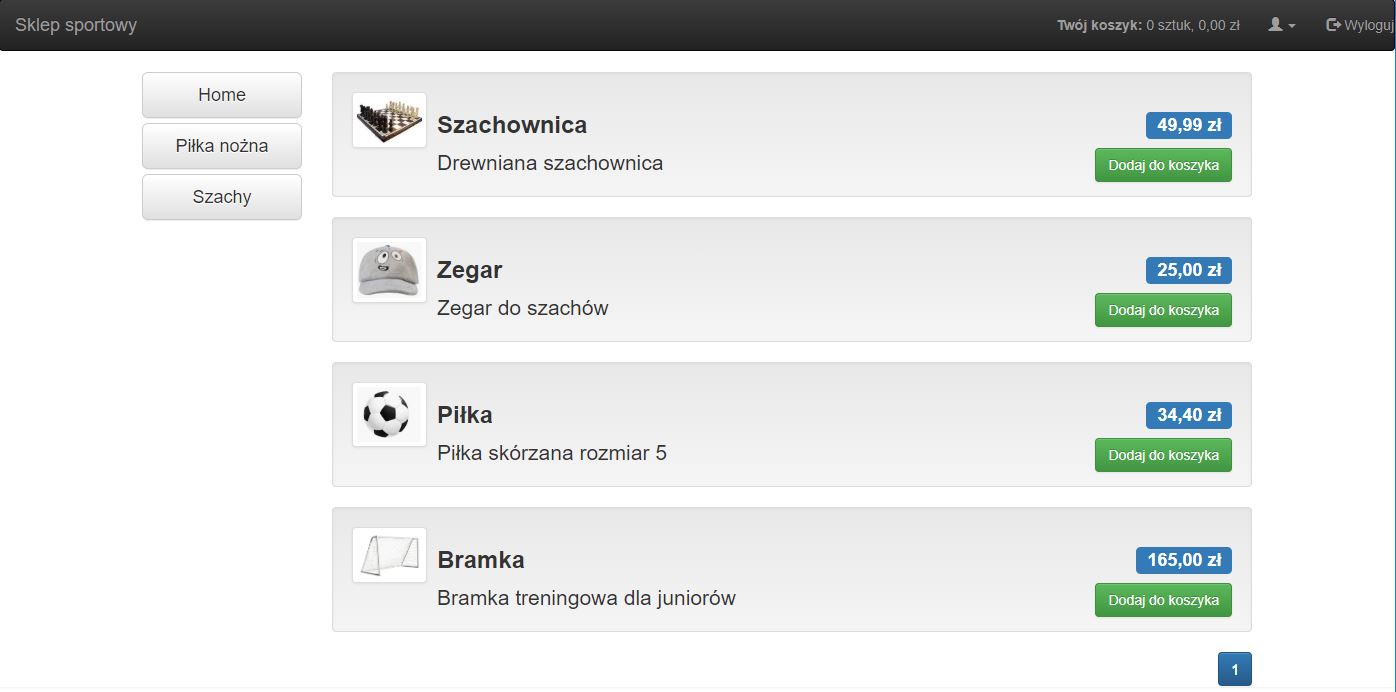 Sklep sportowy
Twój koszyk: 0 sztuk, 0,00 zł
Wyloguj
Home
Piłka nożna
Szachy
Szachownica
49,99 zł
Drewniana szachownica
Dodaj do koszyka
Zegar
25,00 zł
Zegar do szachów
Dodaj do koszyka
Piłka
34,40 zł
Piłka skórzana rozmiar 5
Dodaj do koszyka
Bramka
165,00 zł
Bramka treningowa dla juniorów
Dodaj do koszyka
1